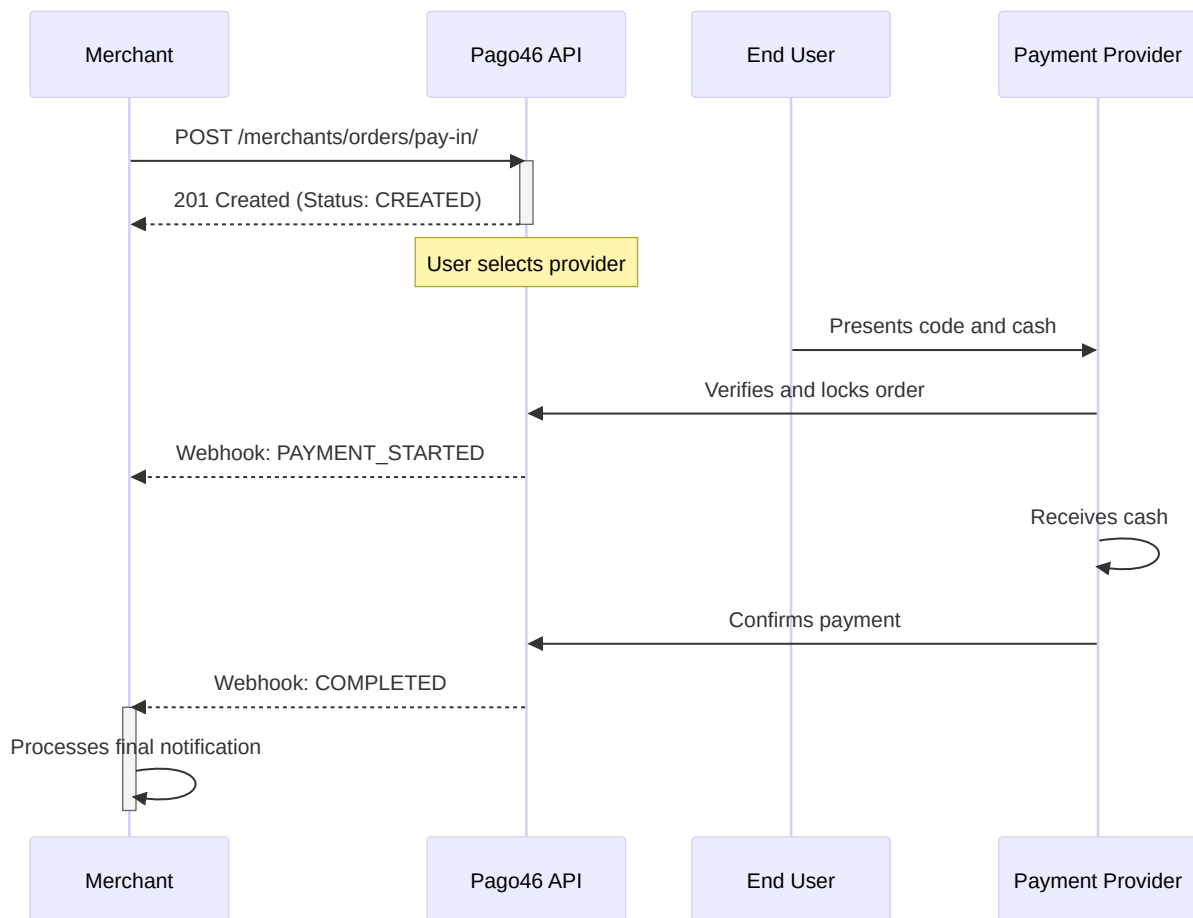 Merchant
Pago46 API
End User
Payment Provider
POST /merchants/orders/pay-in/
201 Created (Status: CREATED)
User selects provider
Presents code and cash
Verifies and locks order
Webhook: PAYMENT_STARTED
Receives cash
Confirms payment
Webhook: COMPLETED
Processes final notification
Merchant
Pago46 API
End User
Payment Provider